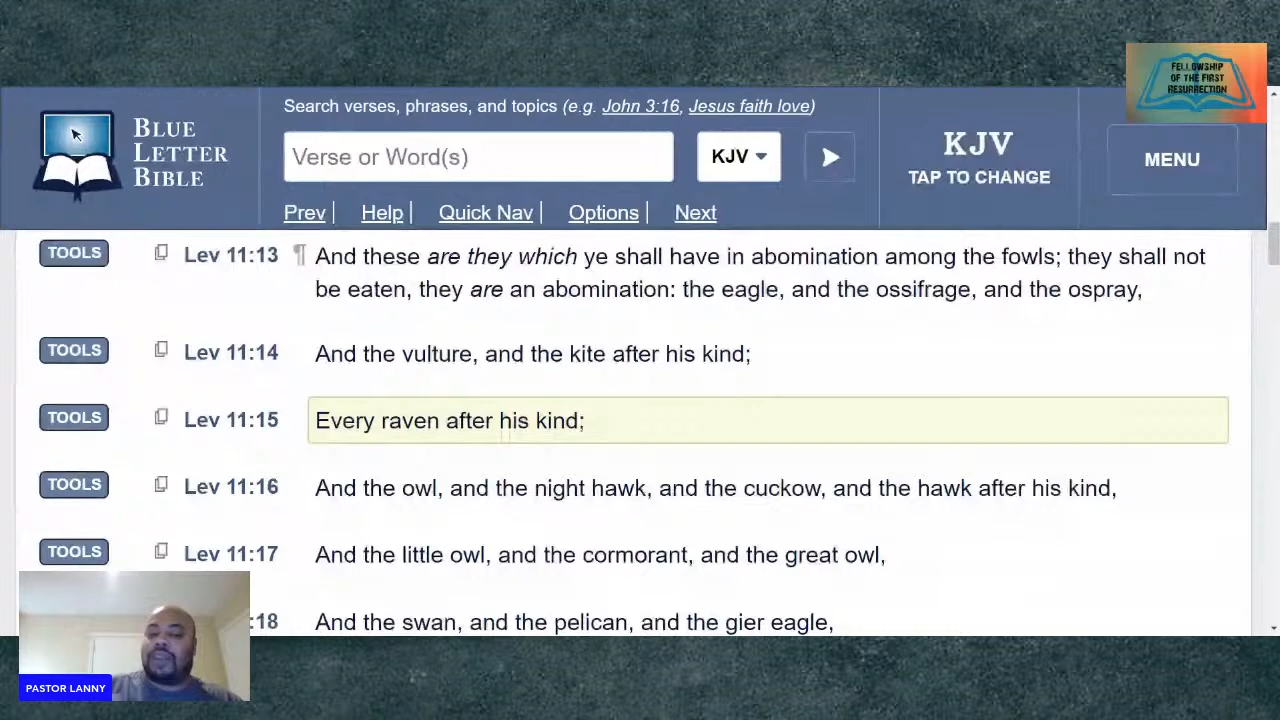 FELLOWSHIP
OF THE FIRST
RESURRECTION
BLUE
LETTER
BIBLE
Search verses, phrases, and topics (e.g. John 3:16, Jesus faith love)
Verse or Word(s)
KJV
KJV
TAP TO CHANGE
MENU
Prev
Help
Quick Nav
Options
Next
TOOLS Lev 11:13 ¶ And these are they which ye shall have in abomination among the fowls; they shall not
be eaten, they are an abomination: the eagle, and the ossifrage, and the ospray,
TOOLS Lev 11:14 And the vulture, and the kite after his kind;
TOOLS Lev 11:15 Every raven after his kind;
TOOLS Lev 11:16 And the owl, and the night hawk, and the cuckow, and the hawk after his kind,
TOOLS Lev 11:17 And the little owl, and the cormorant, and the great owl,
:18 And the swan, and the pelican, and the gier eagle,
PASTOR LANNY